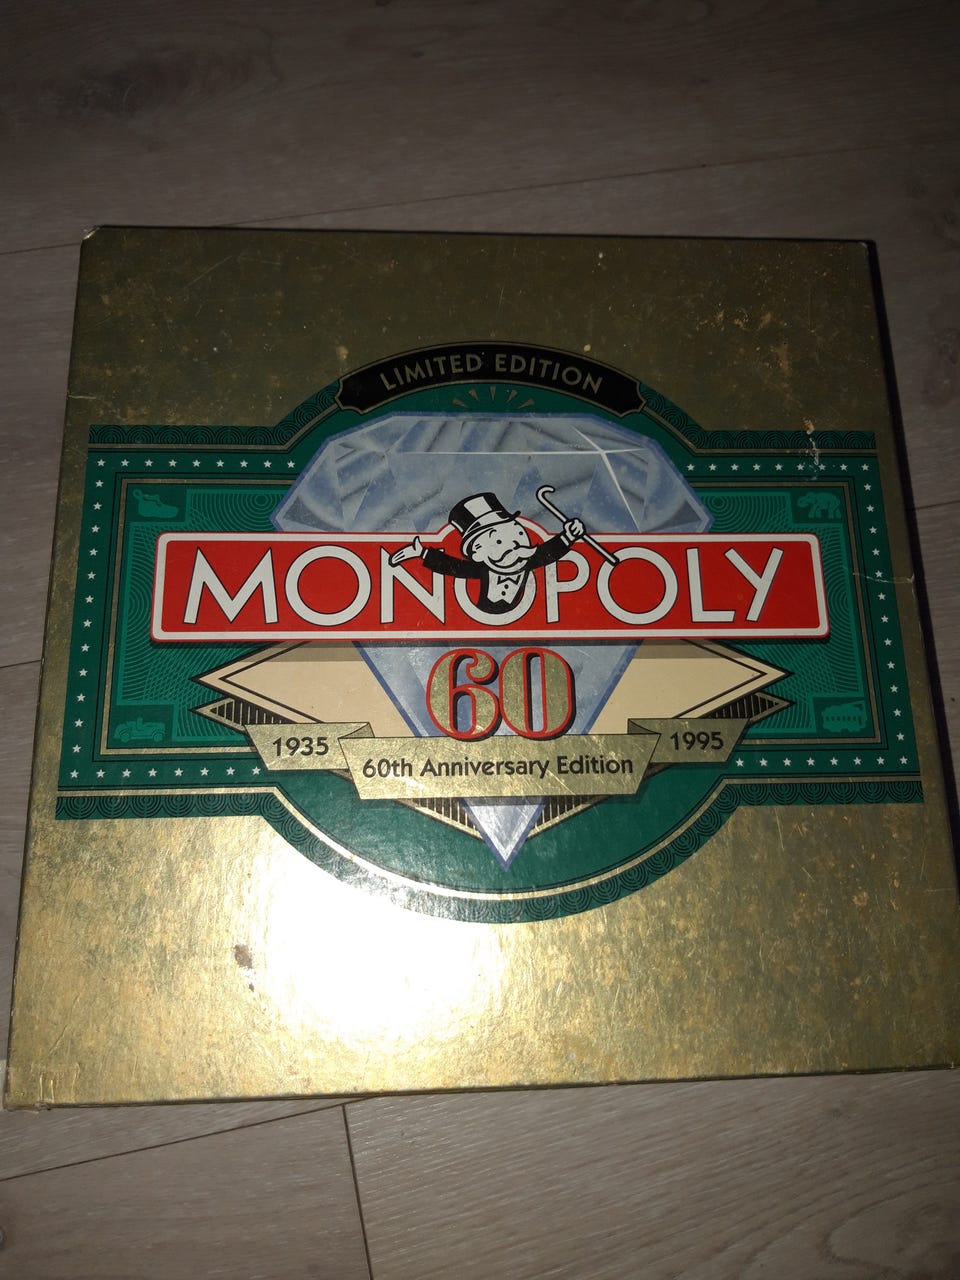 LIMITED EDITION
MONOPOLY
60
1935
60th Anniversary Edition
1995